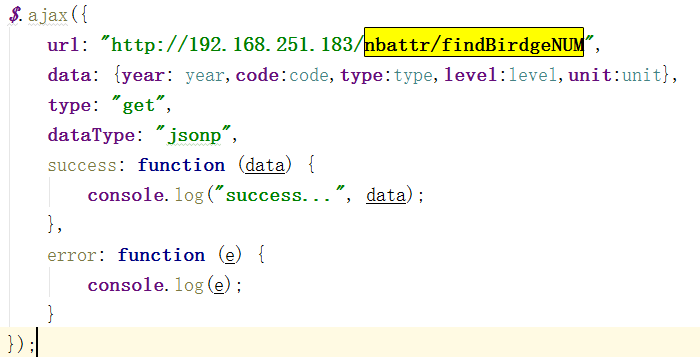 $.ajax({
url: "http://192.168.251.183/nbattr/findBirdgeNUM",
data: {year: year,code:code,type:type,level:level,unit:unit},
type: "get",
dataType: "jsonp",
success: function (data) {
console.log("success...", data);
},
error: function (e) {
console.log(e);
}
});